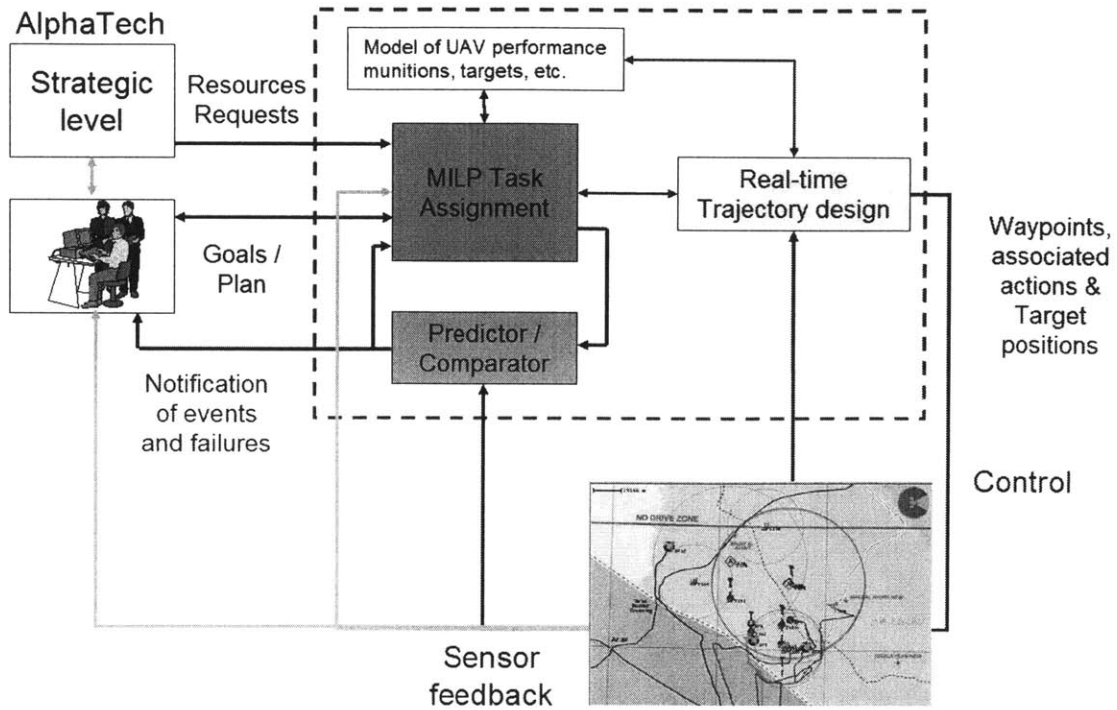 AlphaTech
Strategic
level
Resources
Requests
Model of UAV performance
munitions, targets, etc.
MILP Task
Assignment
Real-time
Trajectory design
Goals /
Plan
Predictor /
Comparator
Waypoints,
associated
actions &
Target
positions
Notification
of events
and failures
Control
NO DRIVE ZONE
Sensor
feedback